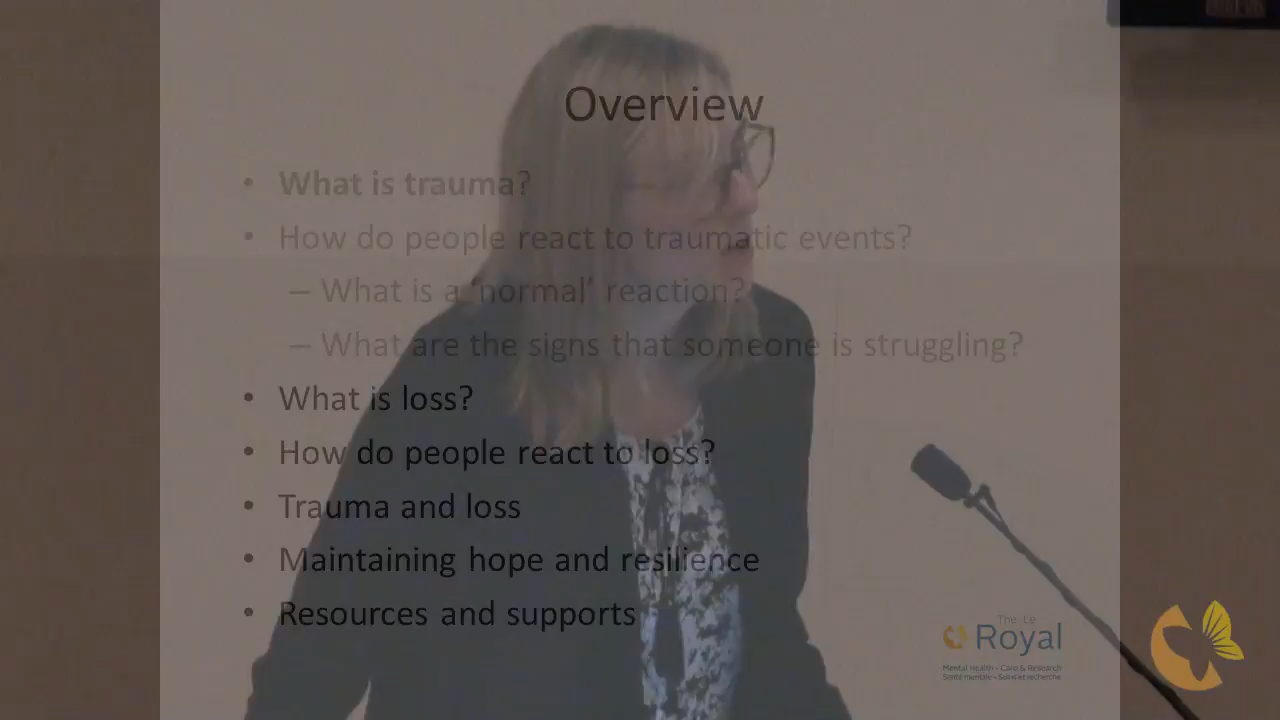 Overview
• What is trauma?
• How do people react to traumatic events?
– What is a ‘normal’ reaction?
– What are the signs that someone is struggling?
• What is loss?
• How do people react to loss?
• Trauma and loss
• Maintaining hope and resilience
• Resources and supports
The Le
Royal
Mental Health - Care & Research
Santé mentale - Soins et recherche